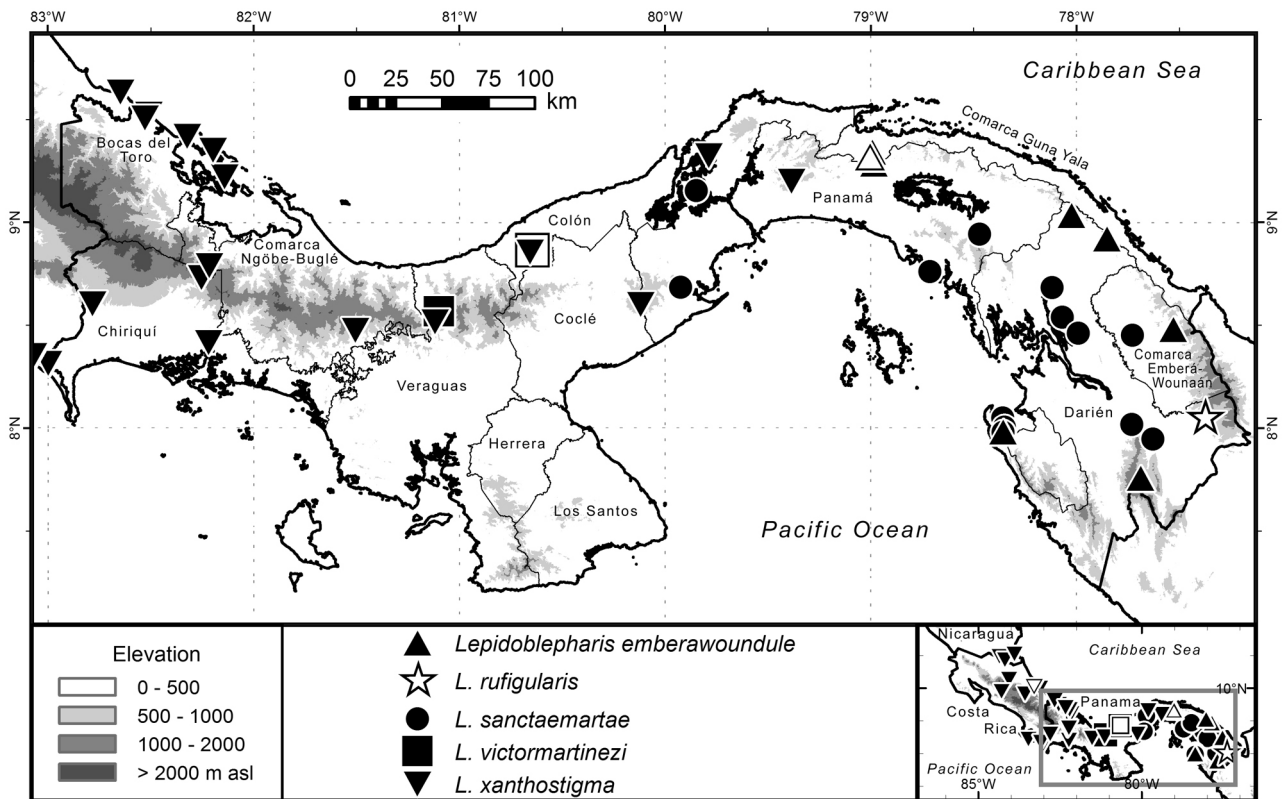 83°W 82°W 81°W 80°W 79°W 78°W
0 25 50 75 100
km
Caribbean Sea
Comarca Guna Yala
Bocas del
Toro
Panamá
9°N 9°N
Colón
Comarca
Ngöbe-Buglé
Coclé
Chiriquí
Comarca
Emberá-
Wounaán
Veraguas
Darién
8°N 8°N
Herrera
Los Santos
Pacific Ocean
Elevation
0 - 500
500 - 1000
1000 - 2000
> 2000 m asl
Lepidoblepharis emberawoundule
L. rufigularis
L. sanctaemartae
L. victormartinezi
L. xanthostigma
Nicaragua
Caribbean Sea
10°N
Panama
Costa
Rica
Pacific Ocean
85°W 80°W